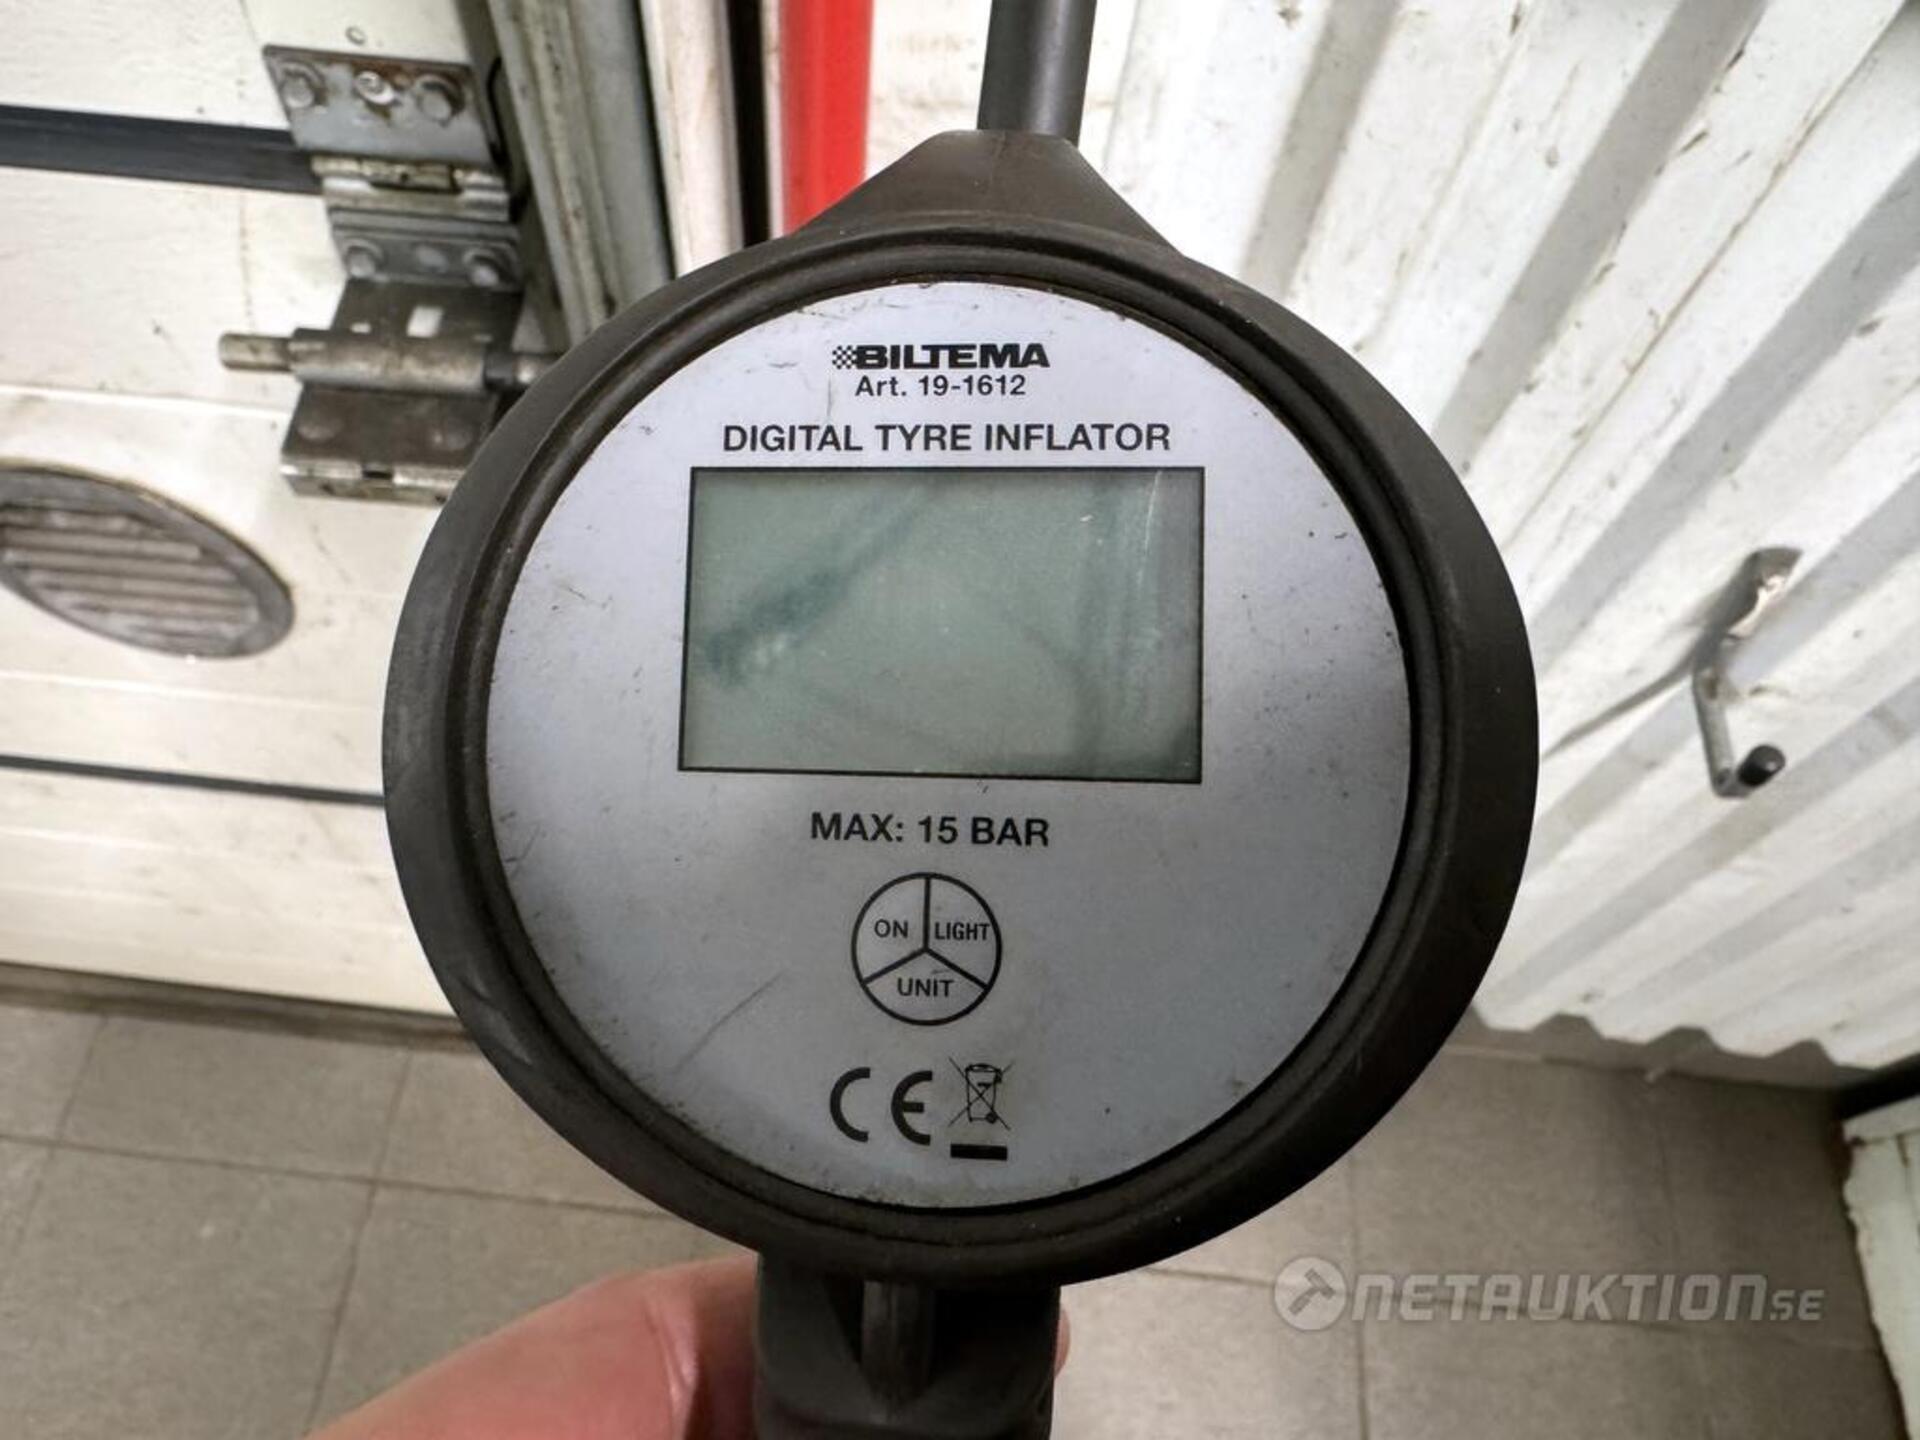 BILTEMA
Art. 19-1612
DIGITAL TYRE INFLATOR
MAX: 15 BAR
ON LIGHT
UNIT
CE
NETAUKTION.SE